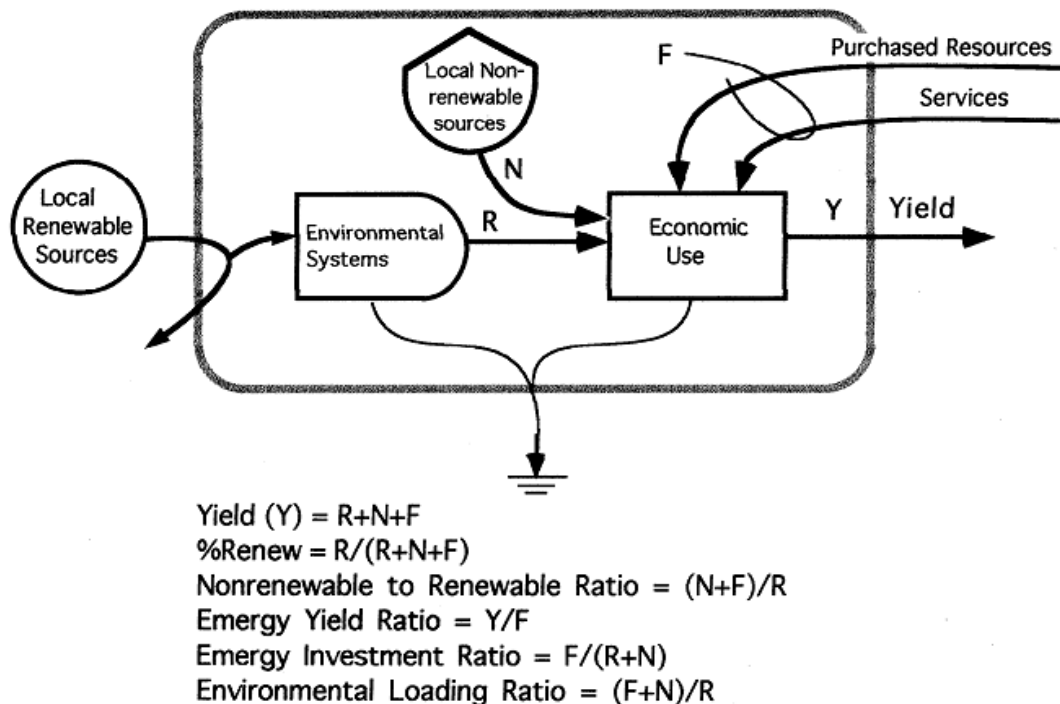 Purchased Resources
F
Services
Local Non-
renewable
sources
N
Local
Renewable
Sources
Environmental
Systems
R
Economic
Use
Y
Yield
Yield (Y) = R+N+F
%Renew = R/(R+N+F)
Nonrenewable to Renewable Ratio = (N+F)/R
Emergy Yield Ratio = Y/F
Emergy Investment Ratio = F/(R+N)
Environmental Loading Ratio = (F+N)/R